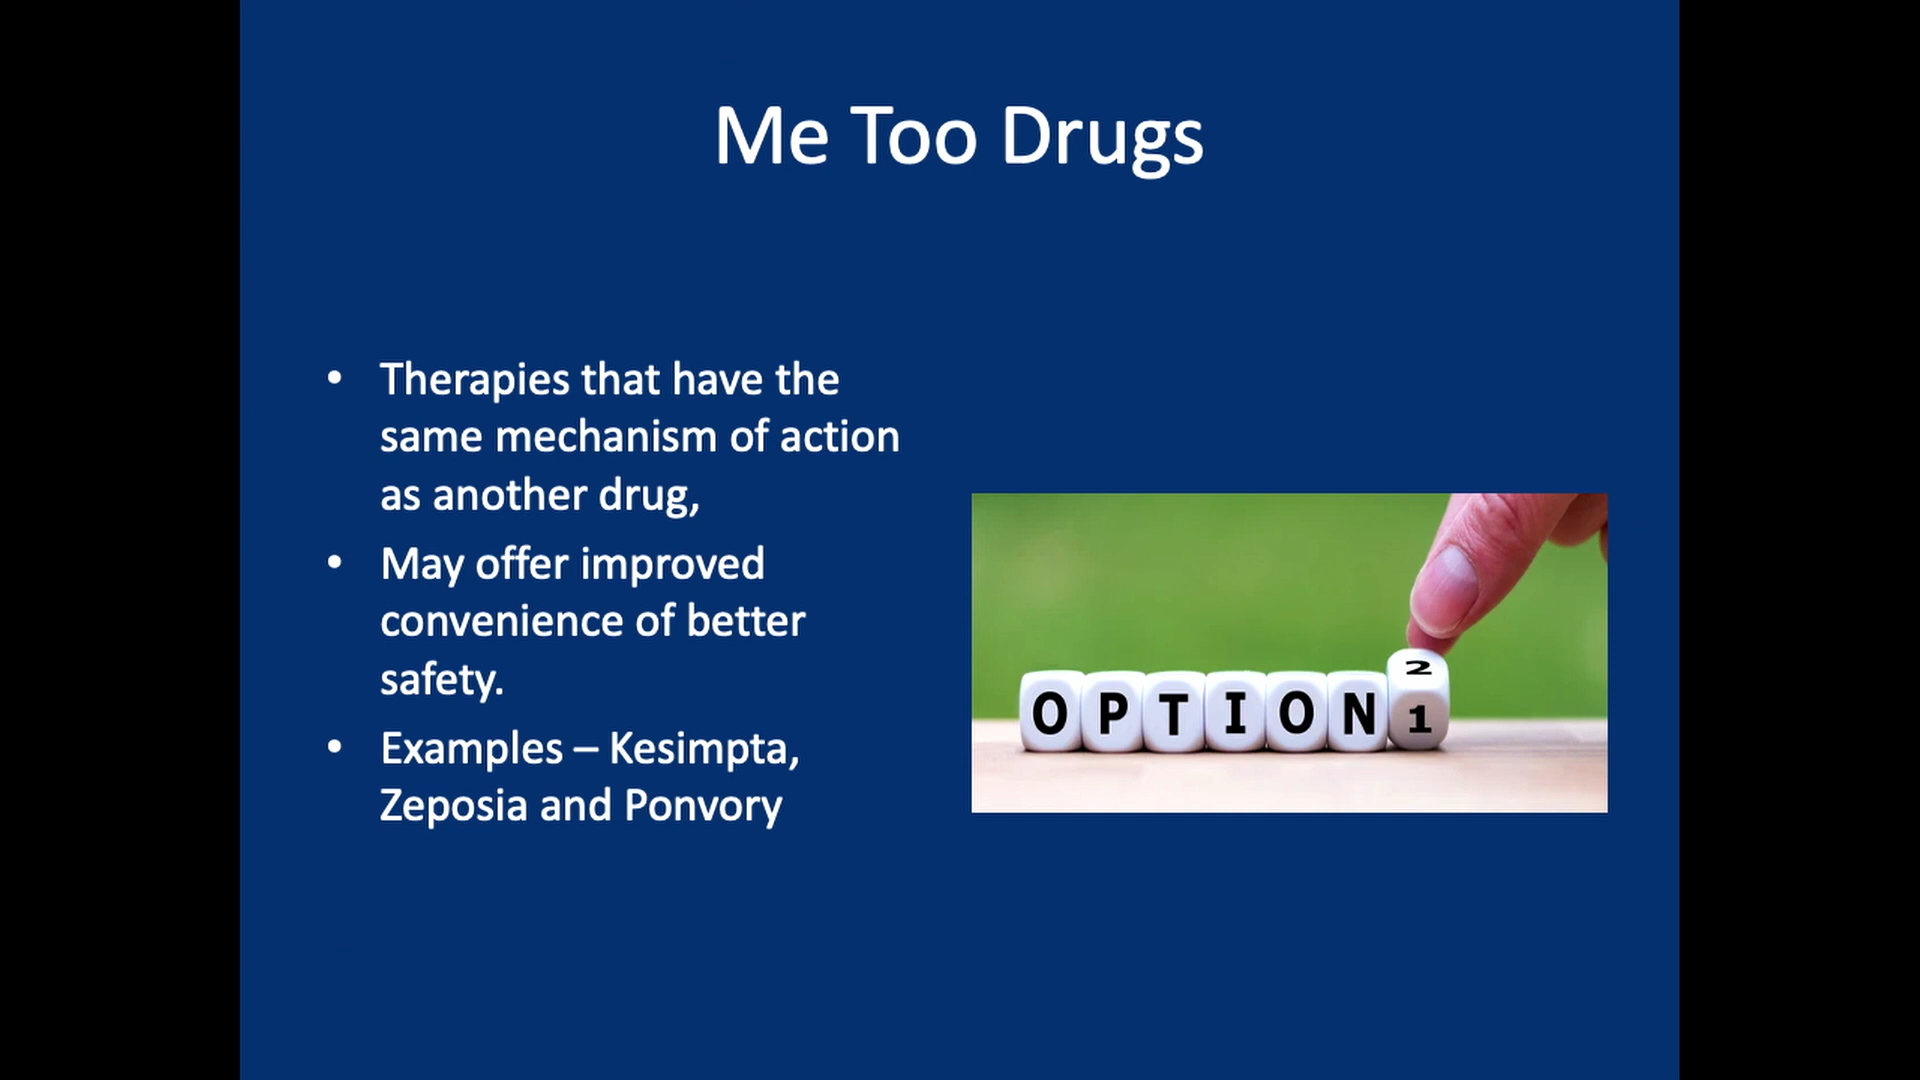 Me Too Drugs
• Therapies that have the
same mechanism of action
as another drug,
• May offer improved
convenience of better
safety.
• Examples – Kesimpta,
Zeposia and Ponvory
2
OPTION 1